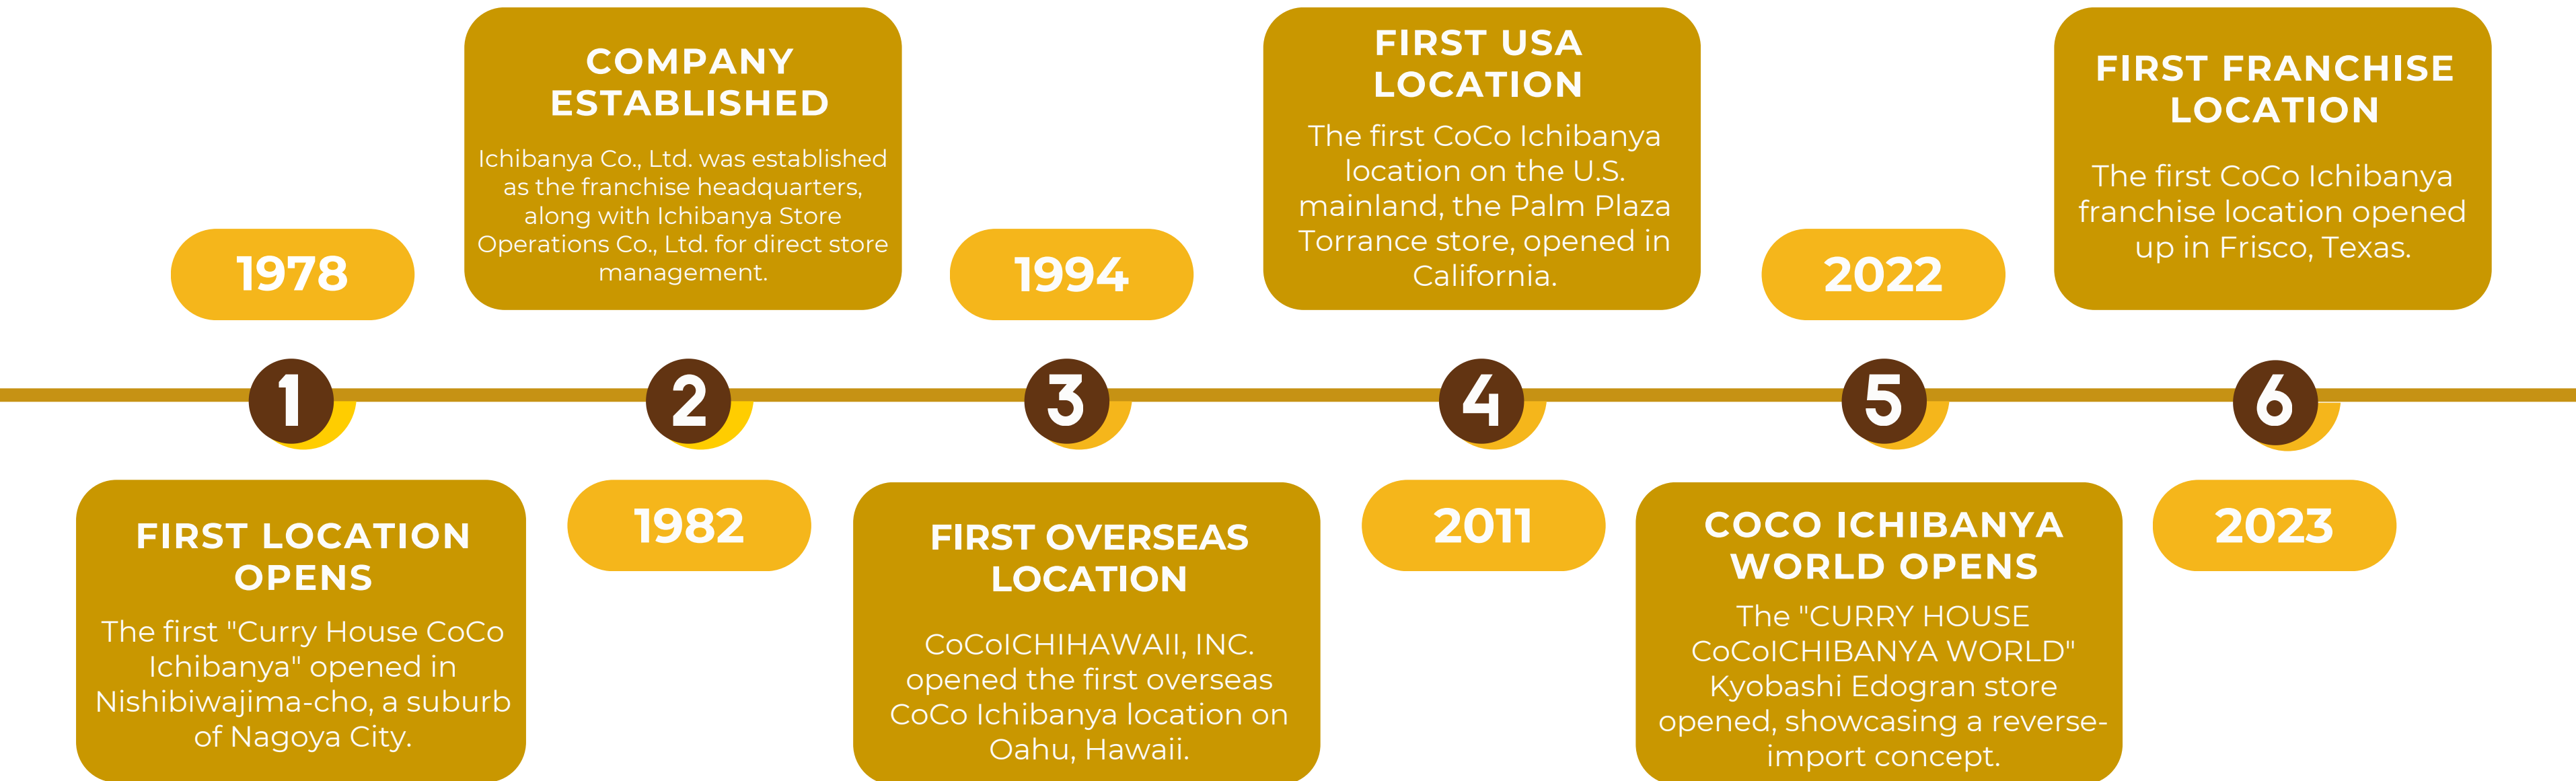 1978
1
FIRST LOCATION
OPENS
The first "Curry House CoCo
Ichibanya" opened in
Nishibiwajima-cho, a suburb
of Nagoya City.
COMPANY
ESTABLISHED
Ichibanya Co., Ltd. was established
as the franchise headquarters,
along with Ichibanya Store
Operations Co., Ltd. for direct store
management.
2
1982
1994
3
FIRST OVERSEAS
LOCATION
CoCoICHIHAWAII, INC.
opened the first overseas
CoCo Ichibanya location on
Oahu, Hawaii.
FIRST USA
LOCATION
The first CoCo Ichibanya
location on the U.S.
mainland, the Palm Plaza
Torrance store, opened in
California.
4
2011
2022
5
COCO ICHIBANYA
WORLD OPENS
The "CURRY HOUSE
CoCoICHIBANYA WORLD"
Kyobashi Edogran store
opened, showcasing a reverse-
import concept.
FIRST FRANCHISE
LOCATION
The first CoCo Ichibanya
franchise location opened
up in Frisco, Texas.
6
2023